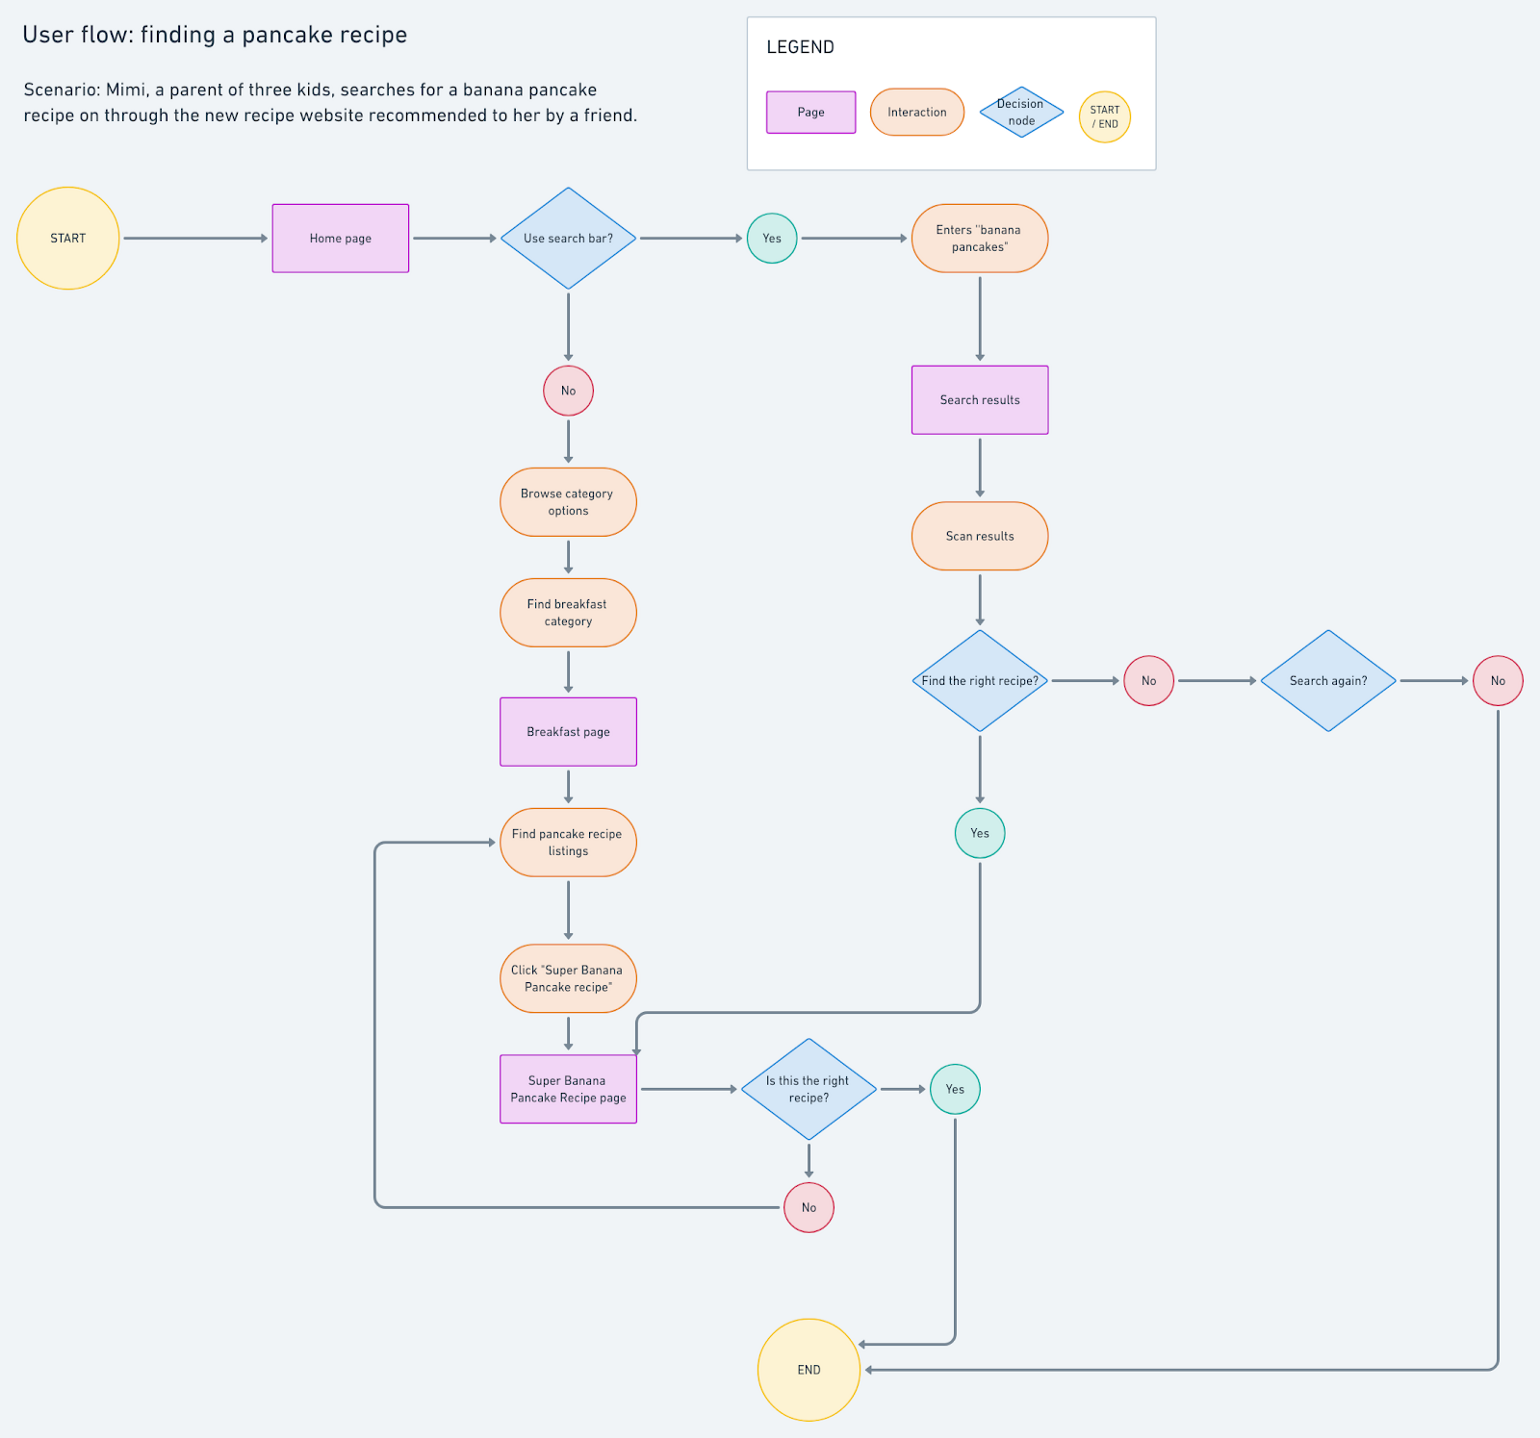 User flow: finding a pancake recipe
Scenario: Mimi, a parent of three kids, searches for a banana pancake
recipe on through the new recipe website recommended to her by a friend.
LEGEND
Page
Interaction
Decision
node
START
/ END
START
Home page
Use search bar?
Yes
Enters "banana
pancakes"
No
Search results
Browse category
options
Scan results
Find breakfast
category
Find the right recipe?
No
Search again?
No
Breakfast page
Find pancake recipe
listings
Yes
Click "Super Banana
Pancake recipe"
Super Banana
Pancake Recipe page
Is this the right
recipe?
Yes
No
END